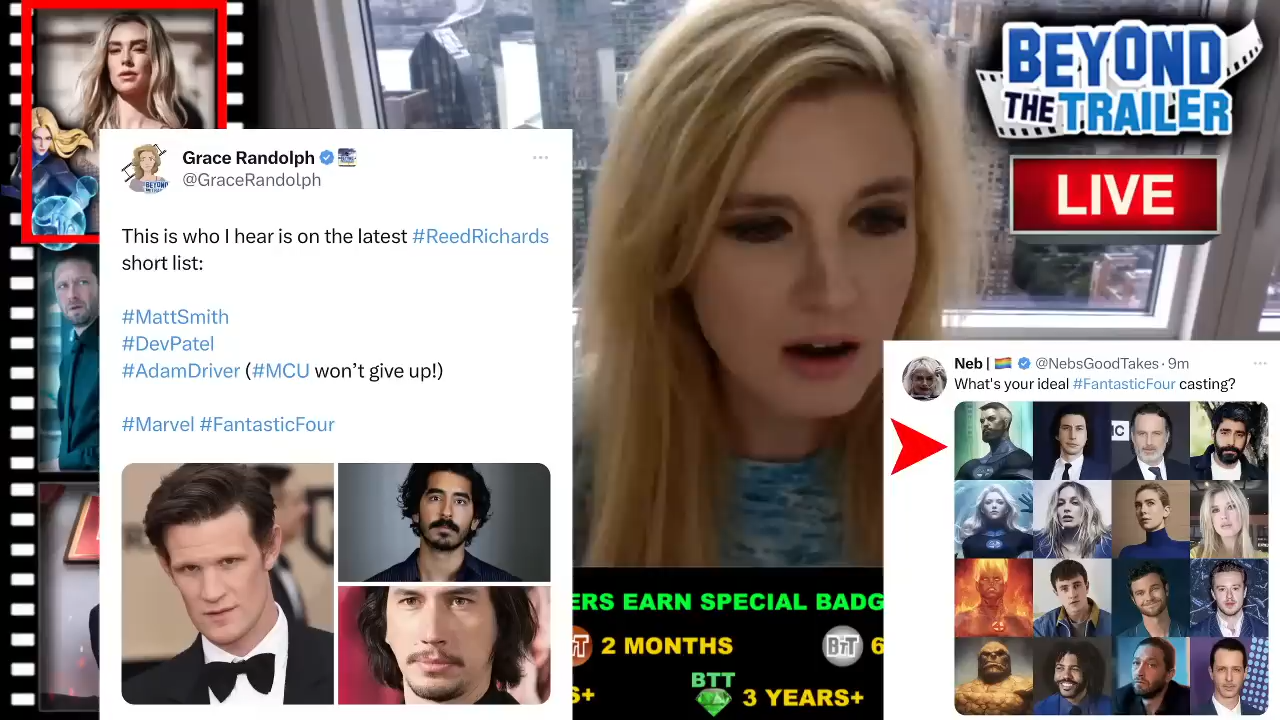 BEYOND
THE TRAILER
LIVE
Grace Randolph
@GraceRandolph
This is who I hear is on the latest #ReedRichards
short list:
#MattSmith
#DevPatel
#AdamDriver (#MCU won’t give up!)
#Marvel #FantasticFour
Neb | 🏳️‍🌈 @NebsGoodTakes · 9m
What's your ideal #FantasticFour casting?
ERS EARN SPECIAL BADG
2 MONTHS
BTT 6
BTT
S+
3 YEARS+